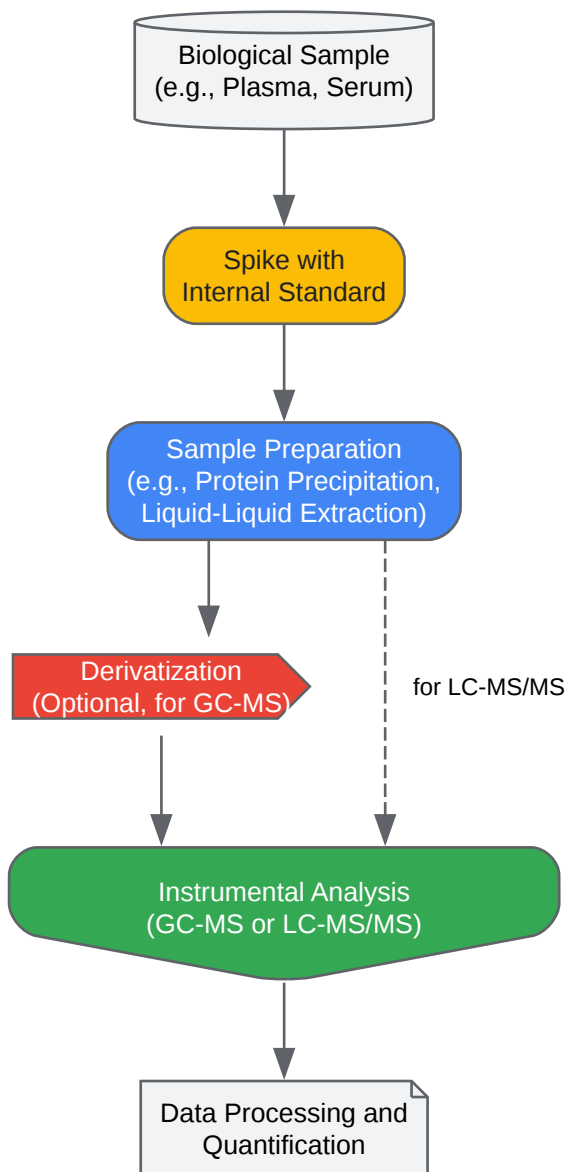 Biological Sample
(e.g., Plasma, Serum)
Spike with
Internal Standard
Sample Preparation
(e.g., Protein Precipitation,
Liquid-Liquid Extraction)
Derivatization
(Optional, for GC-MS)
for LC-MS/MS
Instrumental Analysis
(GC-MS or LC-MS/MS)
Data Processing and
Quantification